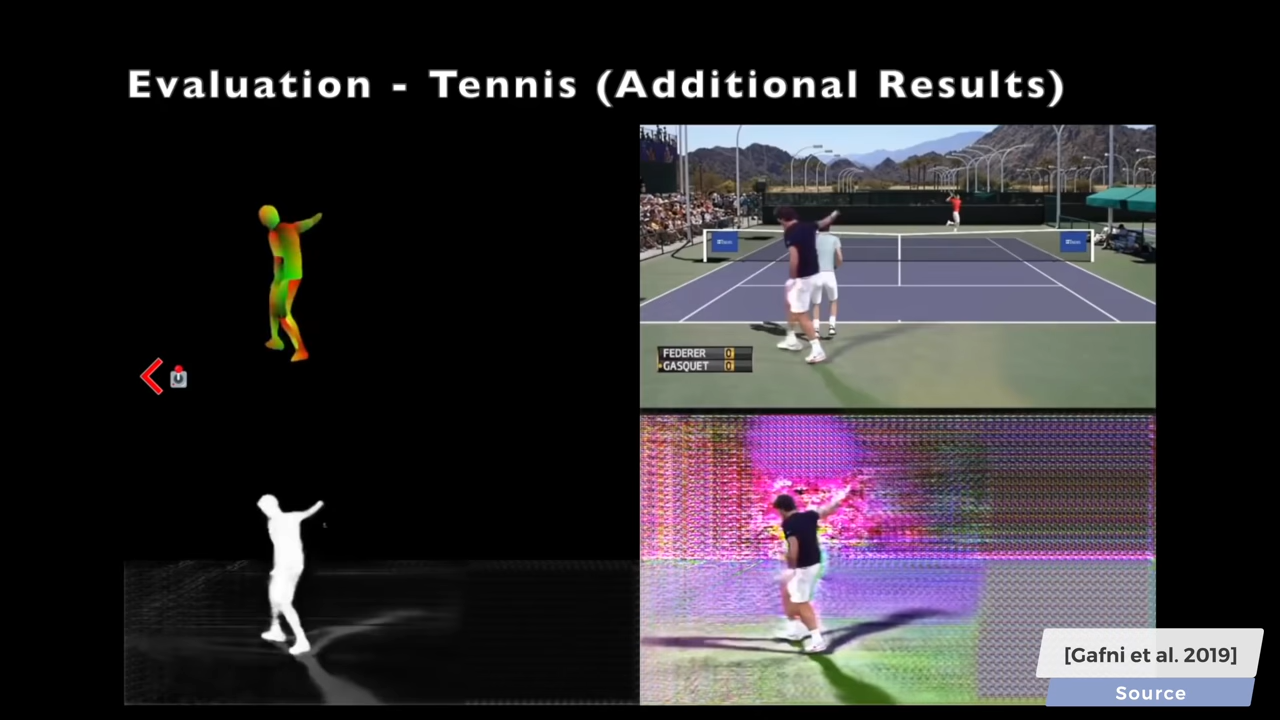 Evaluation - Tennis (Additional Results)
FEDERER 0
GASQUET 0
[Gafni et al. 2019]
Source